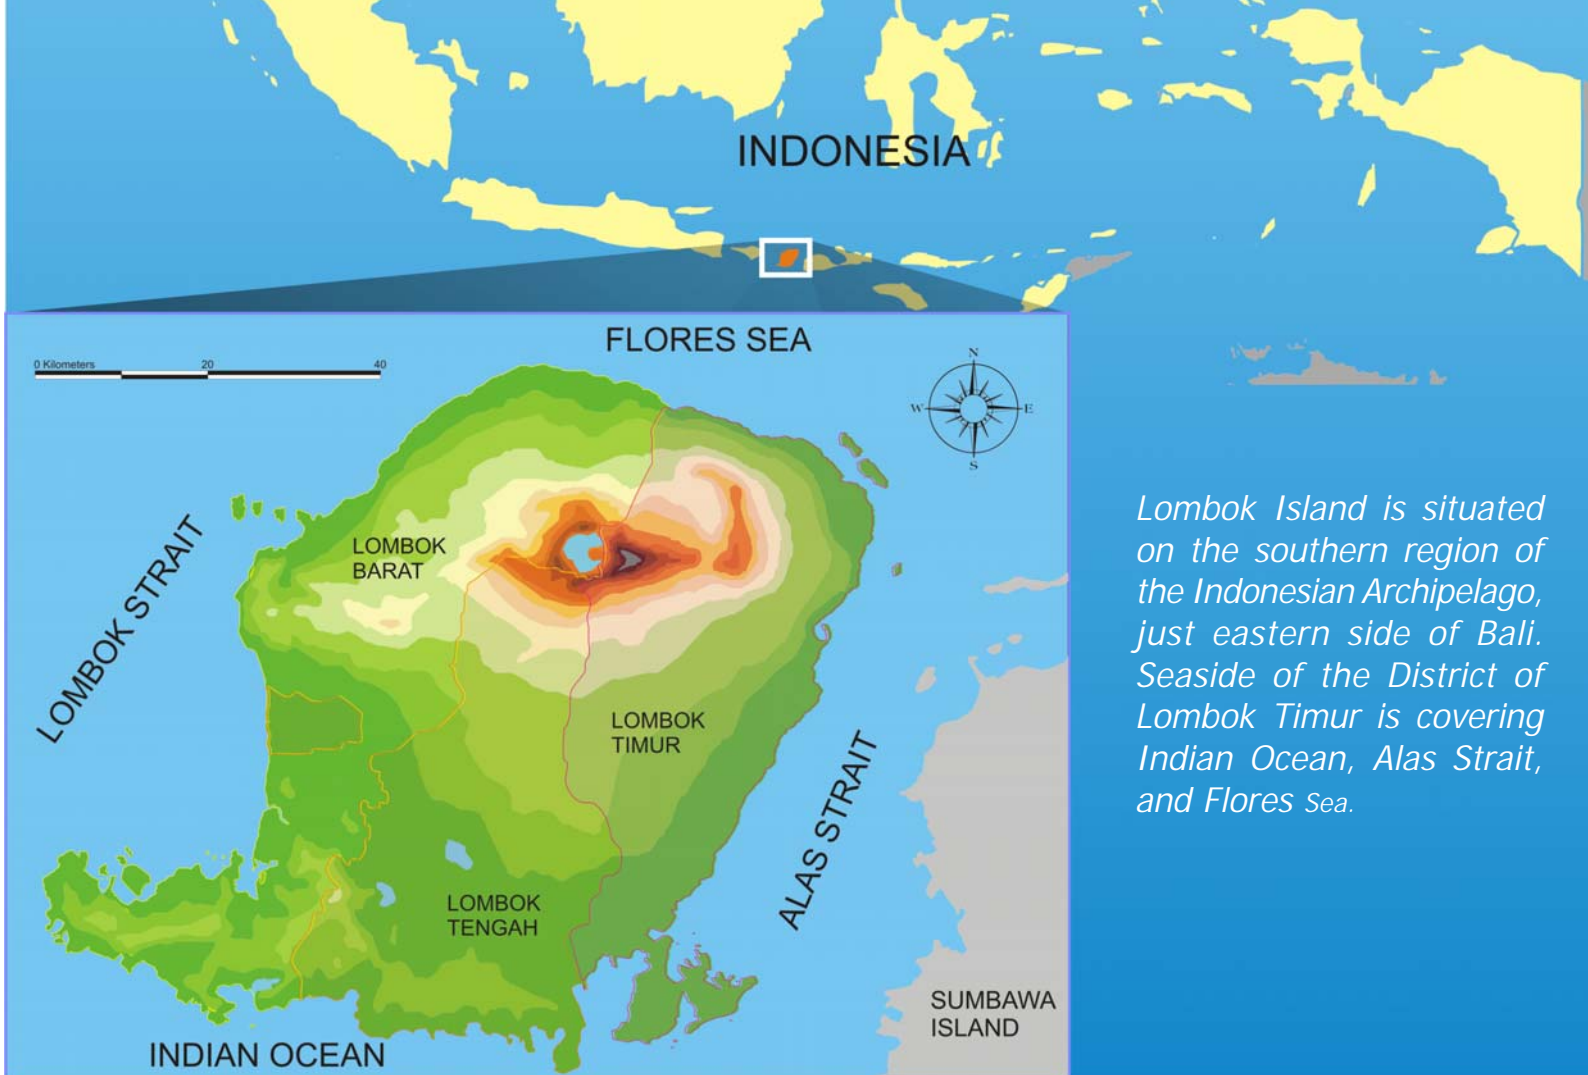 INDONESIA
FLORES SEA
0 Kilometers 20 40
N
W E
S
LOMBOK STRAIT
LOMBOK
BARAT
LOMBOK
TIMUR
ALAS STRAIT
LOMBOK
TENGAH
SUMBAWA
ISLAND
INDIAN OCEAN
Lombok Island is situated
on the southern region of
the Indonesian Archipelago,
just eastern side of Bali.
Seaside of the District of
Lombok Timur is covering
Indian Ocean, Alas Strait,
and Flores Sea.